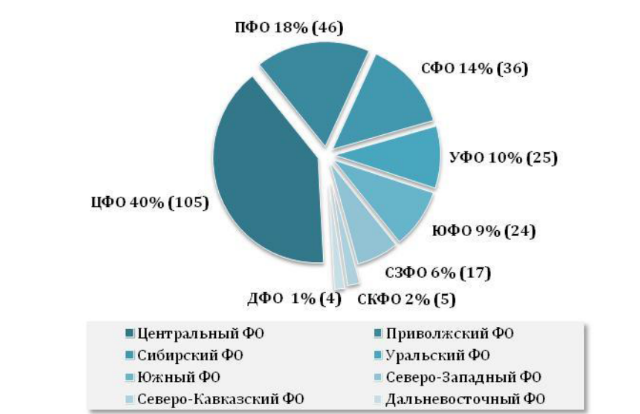 ПФО 18% (46)
СФО 14% (36)
УФО 10% (25)
ЦФО 40% (105)
ЮФО 9% (24)
СЗФО 6% (17)
ДФО 1% (4)
СКФО 2% (5)
Центральный ФО
Приволжский ФО
Сибирский ФО
Уральский ФО
Южный ФО
Северо-Западный ФО
Северо-Кавказский ФО
Дальневосточный ФО